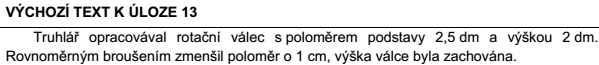 VÝCHOZÍ TEXT K ÚLOZE 13
Truhlář opracovával rotační válec s poloměrem podstavy 2,5 dm a výškou 2 dm.
Rovnoměrným broušením zmenšil poloměr o 1 cm, výška válce byla zachována.